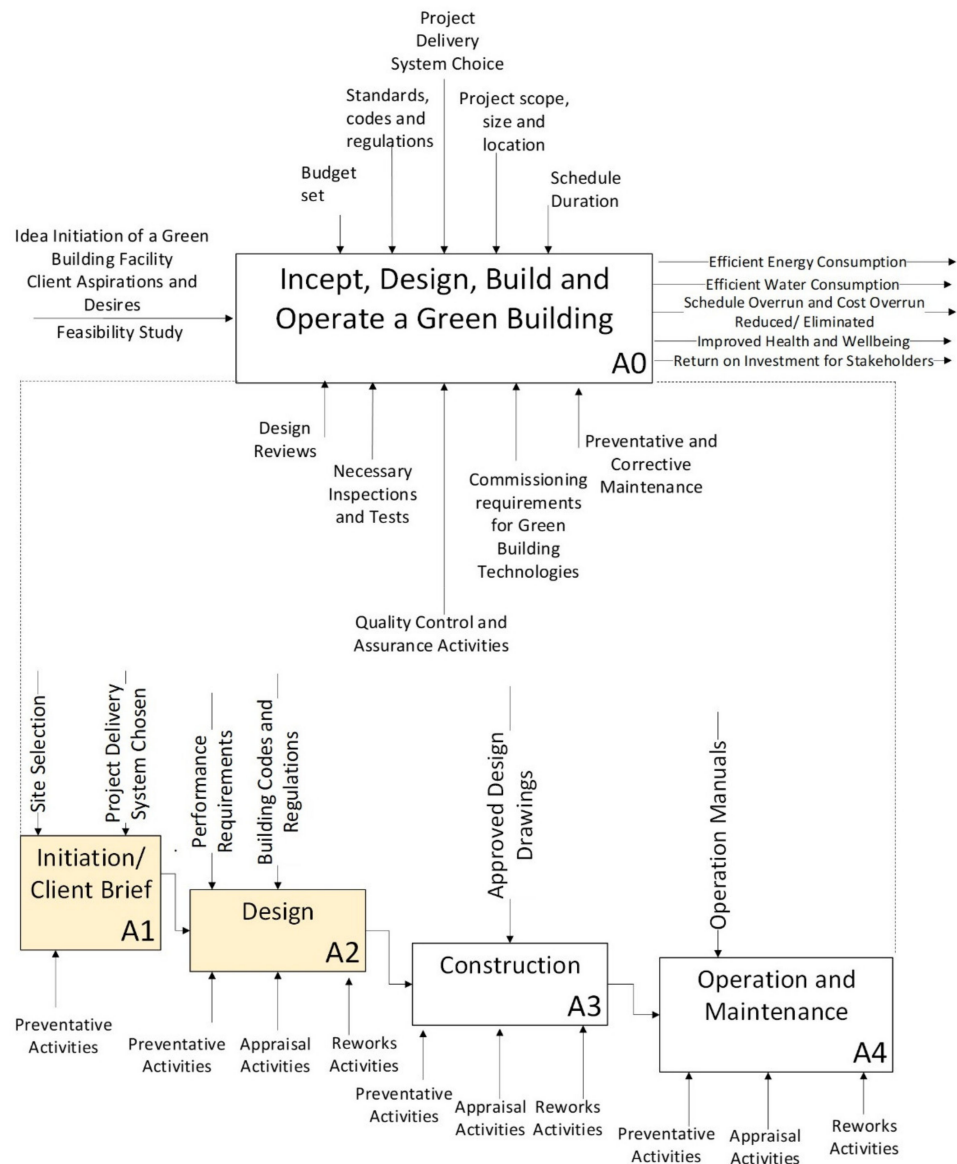 Project
Delivery
System Choice
Standards,
codes and
regulations
Project scope,
size and
location
Budget
set
Schedule
Duration
Idea Initiation of a Green
Building Facility
Client Aspirations and
Desires
Feasibility Study
Incept, Design, Build and
Operate a Green Building
A0
Efficient Energy Consumption
Efficient Water Consumption
Schedule Overrun and Cost Overrun
Reduced/ Eliminated
Improved Health and Wellbeing
Return on Investment for Stakeholders
Design
Reviews
Necessary
Inspections
and Tests
Quality Control and
Assurance Activities
Commissioning
requirements
for Green
Building
Technologies
Preventative and
Corrective
Maintenance
Site Selection
Project Delivery
System Chosen
Performance
Requirements
Building Codes and
Regulations
Approved Design
Drawings
Operation Manuals
Initiation/
Client Brief
A1
Design
A2
Construction
A3
Operation and
Maintenance
A4
Preventative
Activities
Preventative
Activities
Appraisal
Activities
Reworks
Activities
Preventative
Activities
Appraisal
Activities
Reworks
Activities
Preventative
Activities
Appraisal
Activities
Reworks
Activities